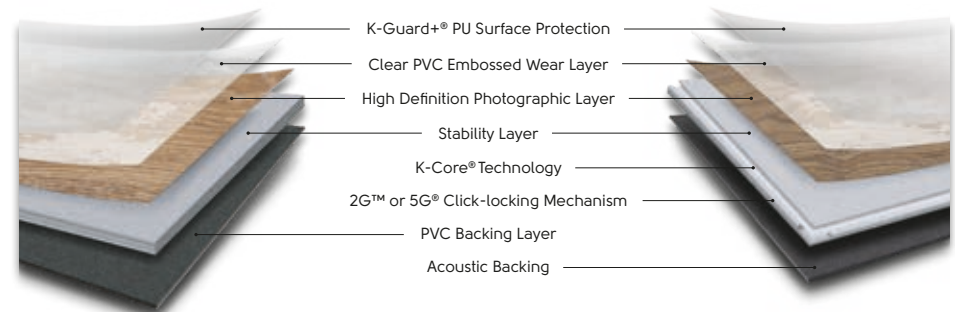 K-Guard+® PU Surface Protection
Clear PVC Embossed Wear Layer
High Definition Photographic Layer
Stability Layer
K-Core® Technology
2G™ or 5G® Click-locking Mechanism
PVC Backing Layer
Acoustic Backing